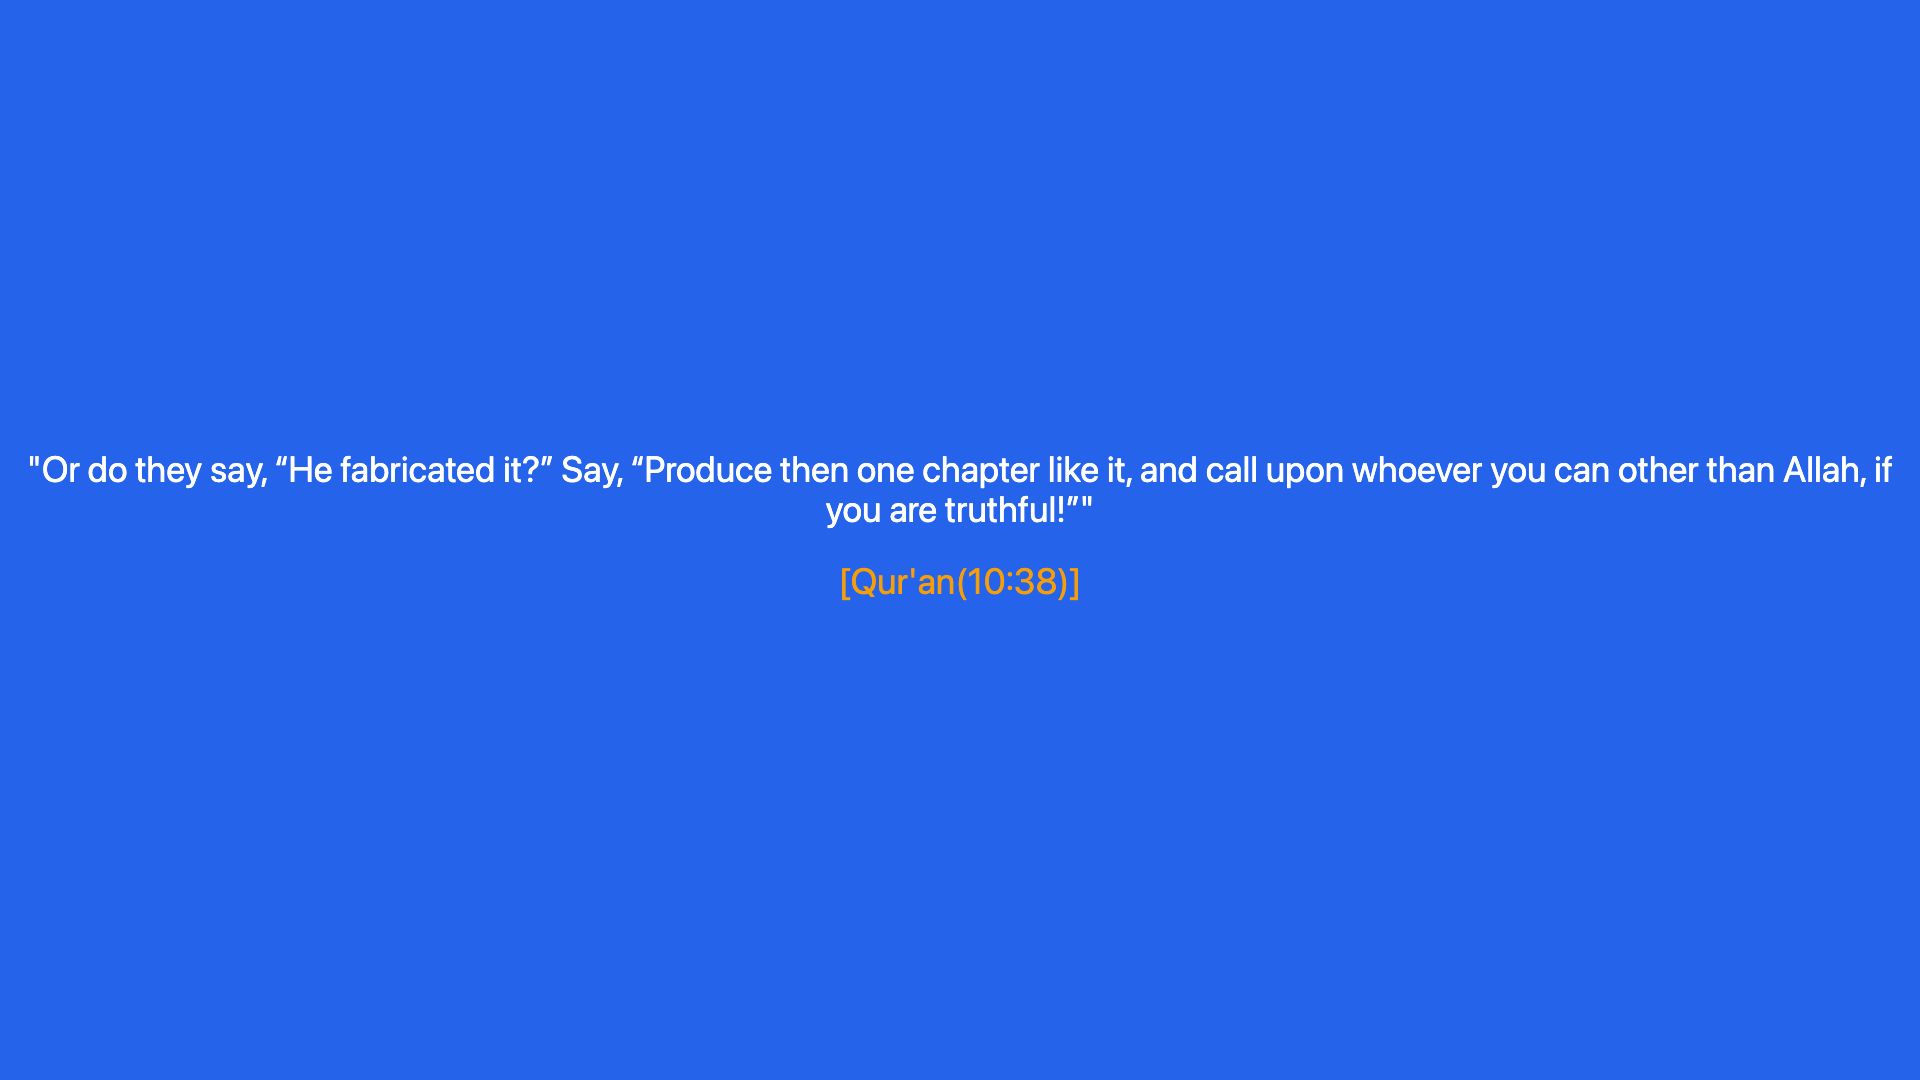 "Or do they say, “He fabricated it?” Say, “Produce then one chapter like it, and call upon whoever you can other than Allah, if
you are truthful!”"
[Qur'an(10:38)]